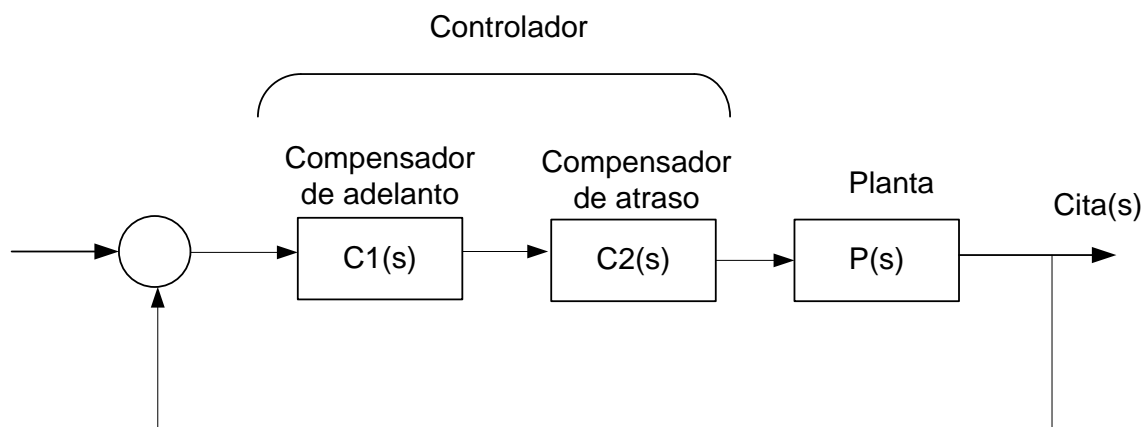 Controlador
Compensador
de adelanto
Compensador
de atraso
Planta
Cita(s)
C1(s)
C2(s)
P(s)